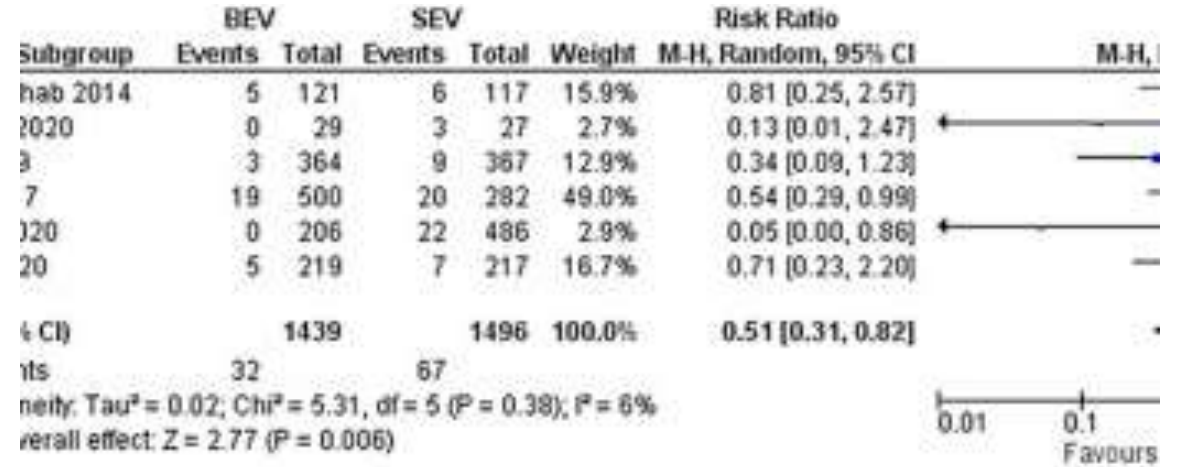 BEV SEV Risk Ratio
Subgroup Events Total Events Total Weight M-H, Random, 95% CI M-H,
hab 2014 5 121 6 117 15.9% 0.81 [0.25, 2.57]
2020 0 29 3 27 2.7% 0.13 [0.01, 2.47]
3 364 9 367 12.9% 0.34 [0.09, 1.23]
7 19 500 20 282 49.0% 0.54 [0.29, 0.99]
020 0 206 22 486 2.9% 0.05 [0.00, 0.86]
20 5 219 7 217 16.7% 0.71 [0.23, 2.20]
% CI) 1439 1496 100.0% 0.51 [0.31, 0.82]
nts 32 67
neity: Tau² = 0.02; Chi² = 5.31, df = 5 (P = 0.38); I² = 6%
verall effect: Z = 2.77 (P = 0.006)
0.01 0.1
Favours